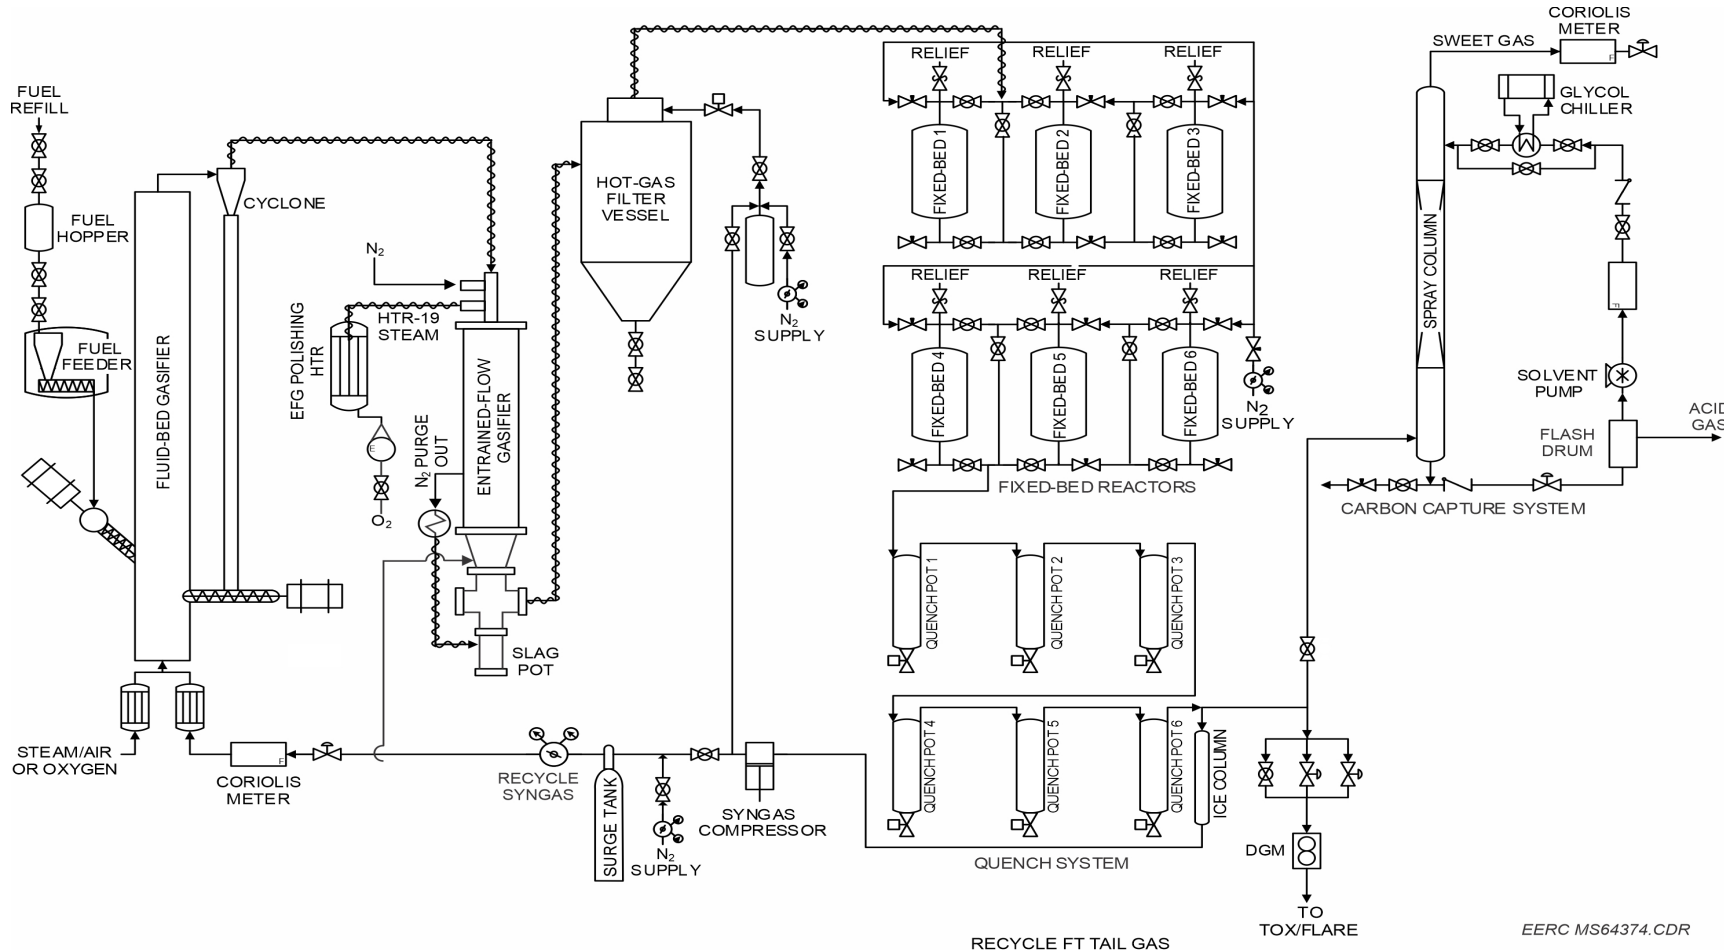 FUEL
REFILL
FUEL
HOPPER
FUEL
FEEDER
FLUID-BED GASIFIER
STEAM/AIR
OR OXYGEN
CYCLONE
F
CORIOLIS
METER
N2
HTR-19
STEAM
EFG POLISHING
HTR
E
O2
N2 PURGE
OUT
ENTRAINED-FLOW
GASIFIER
SLAG
POT
HOT-GAS
FILTER
VESSEL
N2
SUPPLY
RECYCLE
SYNGAS
SURGE TANK
N2
SUPPLY
SYNGAS
COMPRESSOR
RELIEF
RELIEF
RELIEF
FIXED-BED 1
FIXED-BED 2
FIXED-BED 3
RELIEF
RELIEF
RELIEF
FIXED-BED 4
FIXED-BED 5
FIXED-BED 6
N2
SUPPLY
FIXED-BED REACTORS
QUENCH POT 1
QUENCH POT 2
QUENCH POT 3
QUENCH POT 4
QUENCH POT 5
QUENCH POT 6
ICE COLUMN
QUENCH SYSTEM
DGM
TO
TOX/FLARE
SWEET GAS
CORIOLIS
METER
F
GLYCOL
CHILLER
SPRAY COLUMN
F
SOLVENT
PUMP
FLASH
DRUM
ACID
GAS
CARBON CAPTURE SYSTEM
RECYCLE FT TAIL GAS
EERC MS64374.CDR